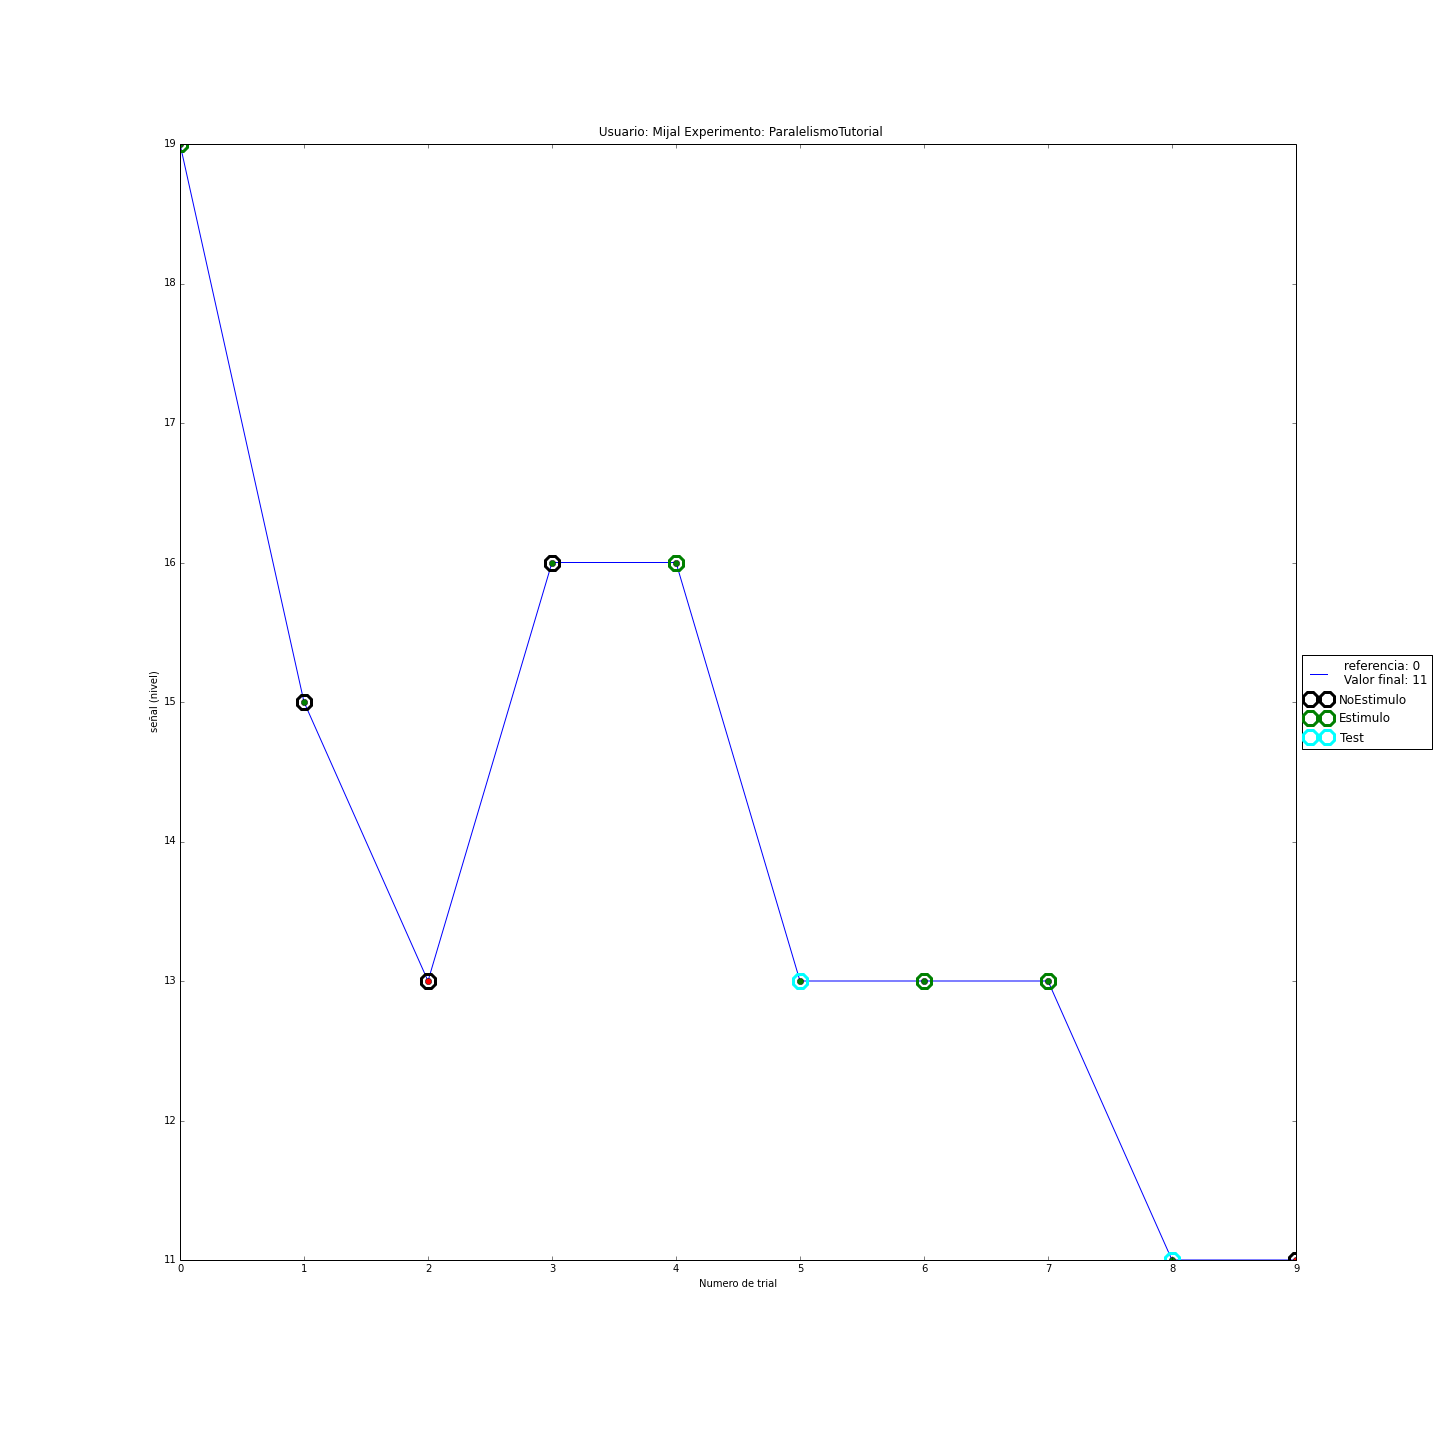 Usuario: Mijal Experimento: ParalelismoTutorial
19
18
17
16
15
14
13
12
11
señal (nivel)
0 1 2 3 4 5 6 7 8 9
Numero de trial
referencia: 0
Valor final: 11
NoEstimulo
Estimulo
Test